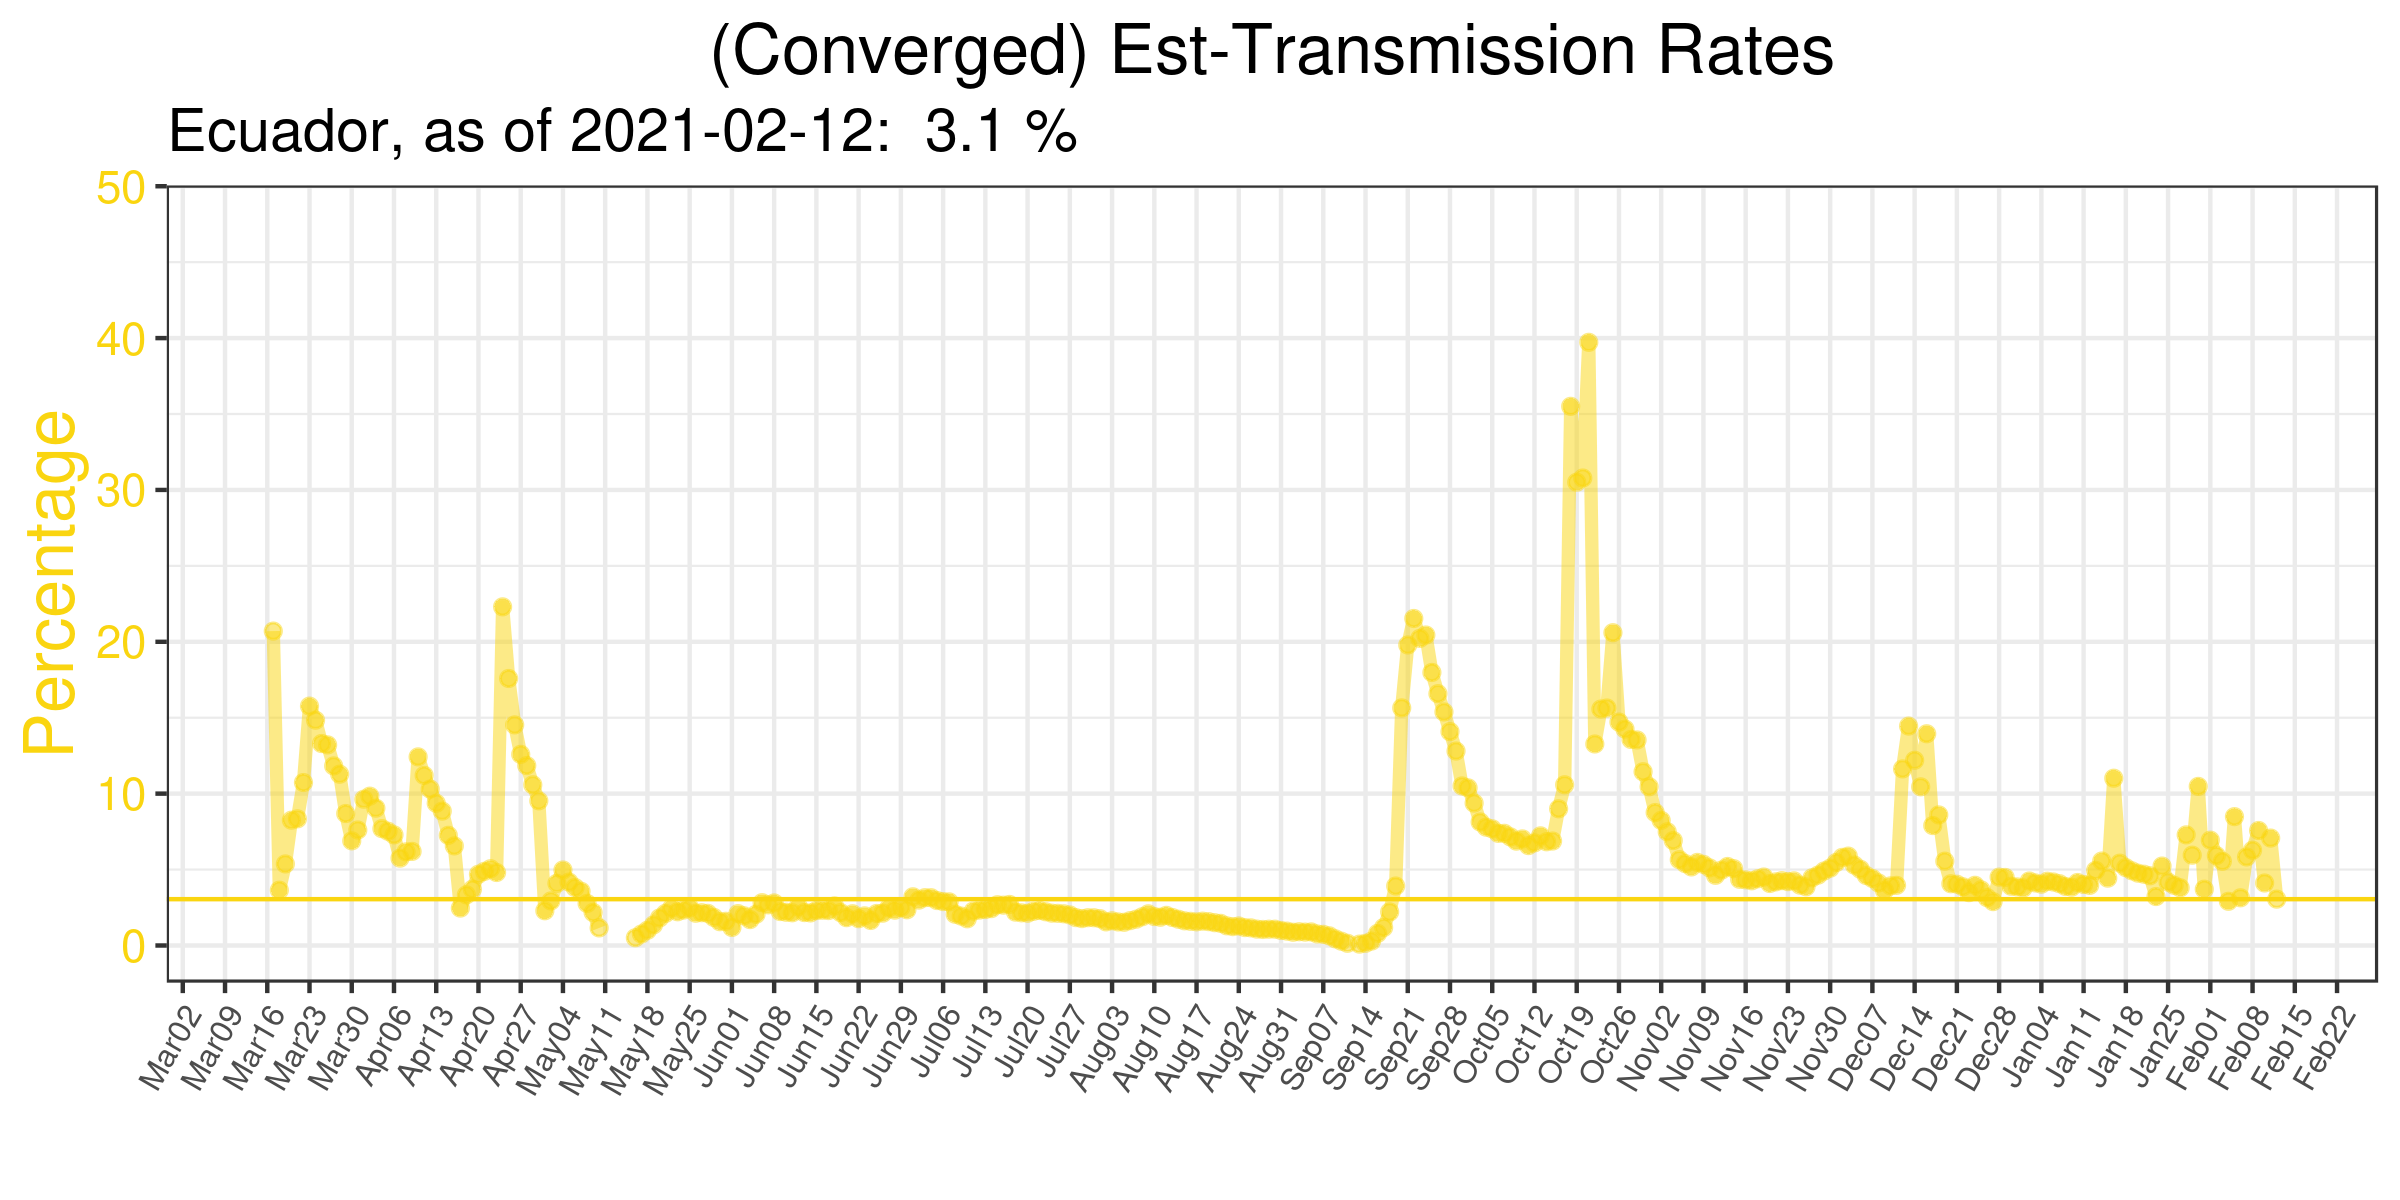 (Converged) Est-Transmission Rates
Ecuador, as of 2021-02-12:  3.1 %
Percentage
50
40
30
20
10
0
Mar02
Mar09
Mar16
Mar23
Mar30
Apr06
Apr13
Apr20
Apr27
May04
May11
May18
May25
Jun01
Jun08
Jun15
Jun22
Jun29
Jul06
Jul13
Jul20
Jul27
Aug03
Aug10
Aug17
Aug24
Aug31
Sep07
Sep14
Sep21
Sep28
Oct05
Oct12
Oct19
Oct26
Nov02
Nov09
Nov16
Nov23
Nov30
Dec07
Dec14
Dec21
Dec28
Jan04
Jan11
Jan18
Jan25
Feb01
Feb08
Feb15
Feb22